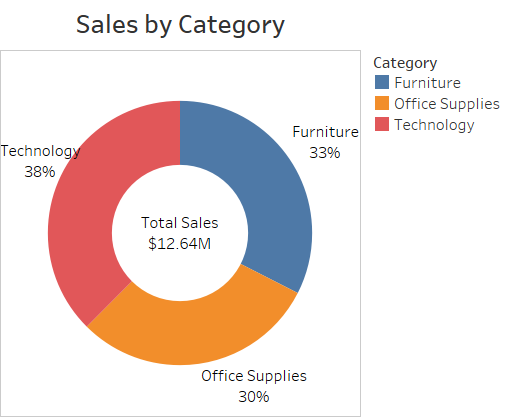 Sales by Category
Category
Furniture
Office Supplies
Technology
Furniture
33%
Technology
38%
Total Sales
$12.64M
Office Supplies
30%